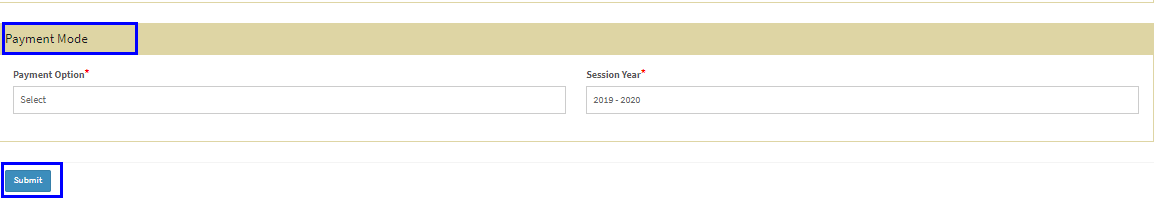 Payment Mode
Payment Option* Session Year*
Select 2019 - 2020
Submit